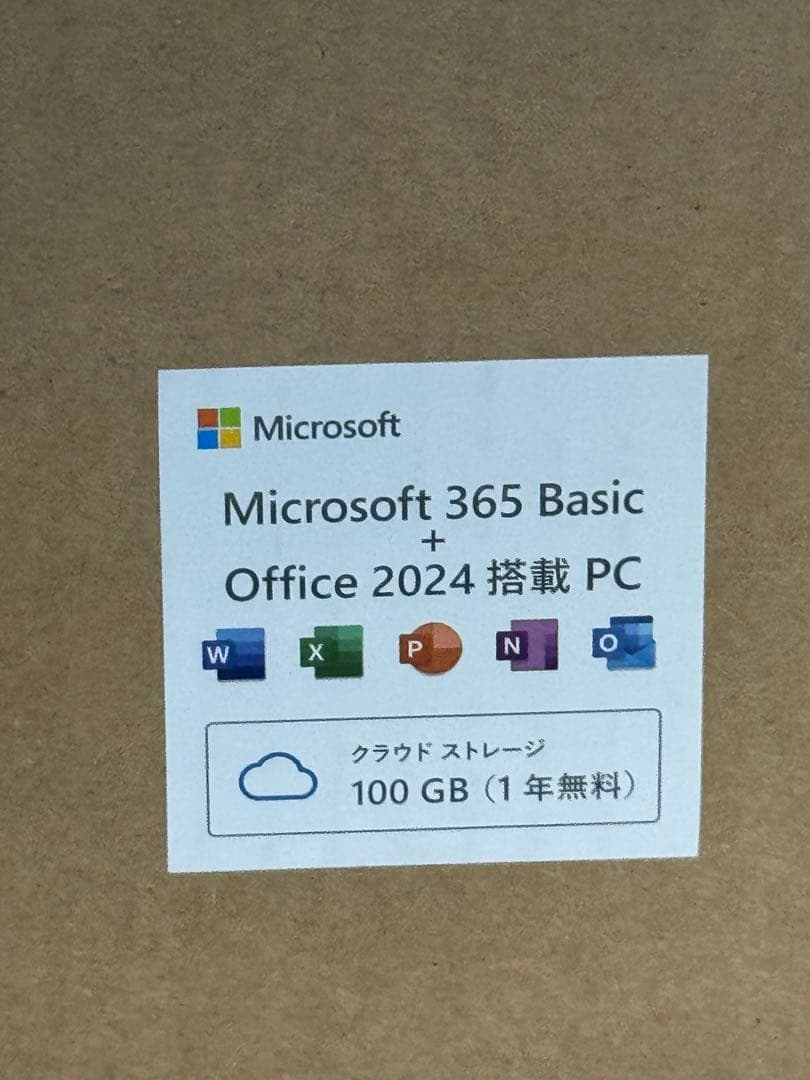 Microsoft
Microsoft 365 Basic
+
Office 2024 搭載 PC
W X P N O
クラウド ストレージ
100 GB (1 年無料)